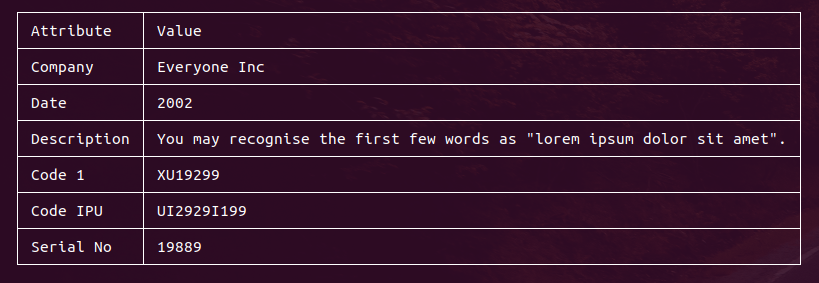 Attribute Value
Company Everyone Inc
Date 2002
Description You may recognise the first few words as "lorem ipsum dolor sit amet".
Code 1 XU19299
Code IPU UI2929I199
Serial No 19889